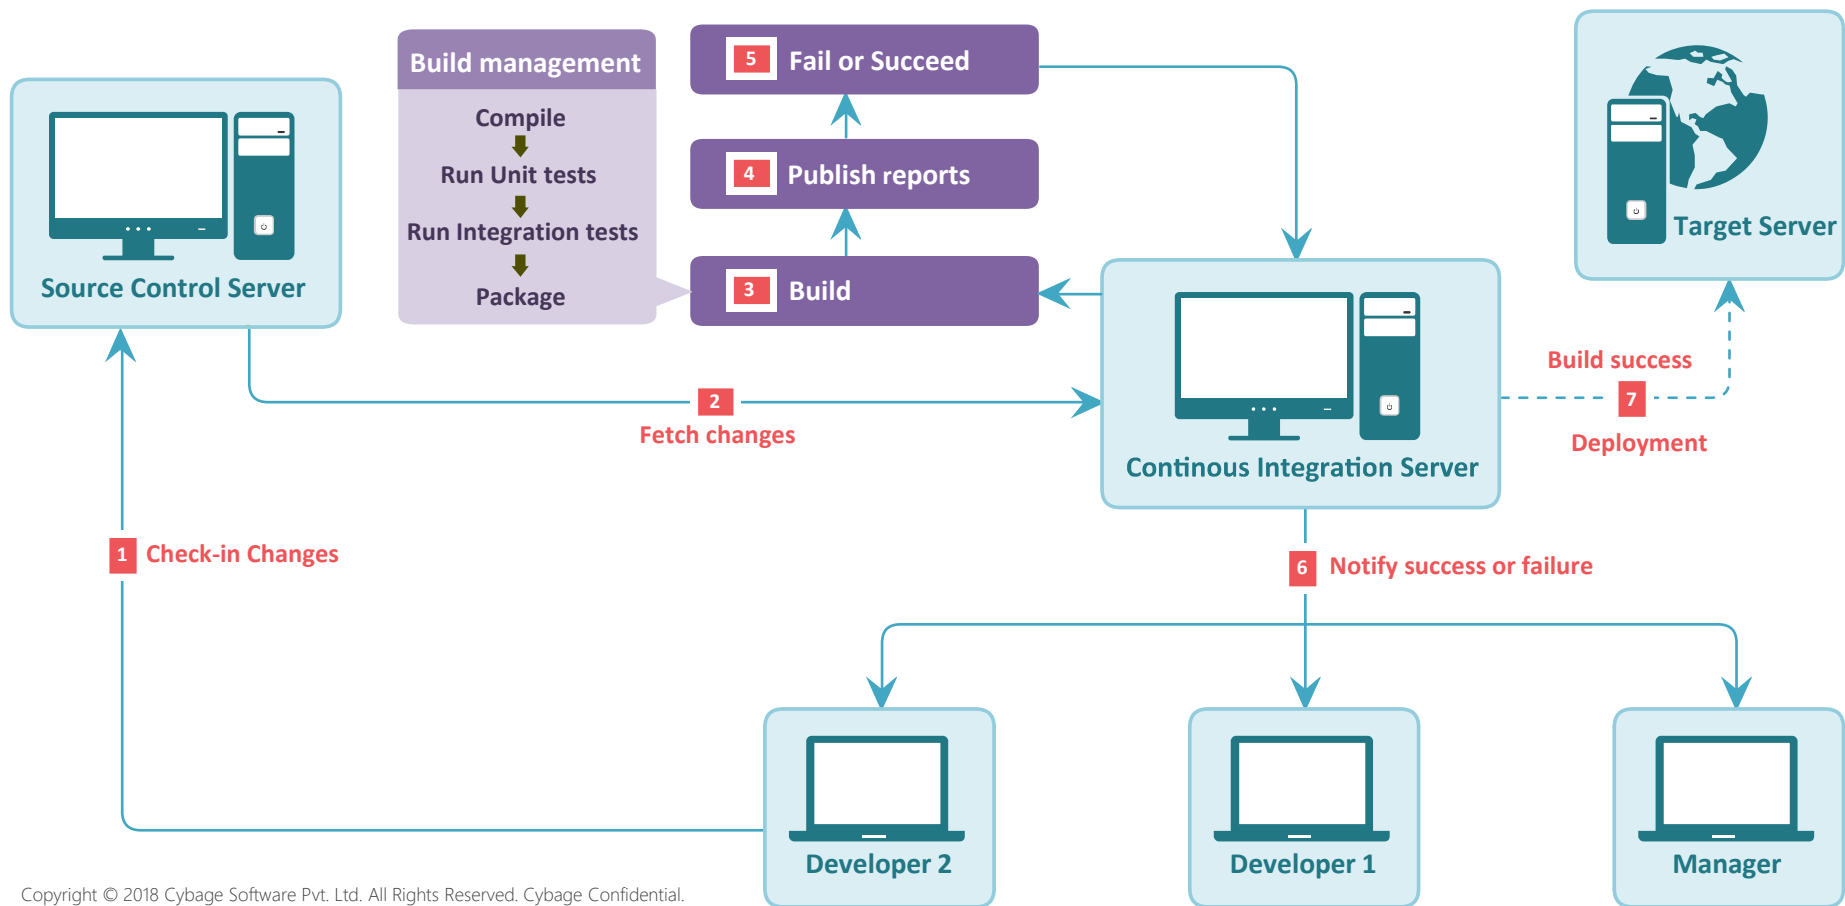 Build management
Compile
Run Unit tests
Run Integration tests
Package
5 Fail or Succeed
4 Publish reports
3 Build
Source Control Server
Target Server
Continous Integration Server
2
Fetch changes
Build success
7
Deployment
1 Check-in Changes
6 Notify success or failure
Developer 2
Developer 1
Manager
Copyright © 2018 Cybage Software Pvt. Ltd. All Rights Reserved. Cybage Confidential.